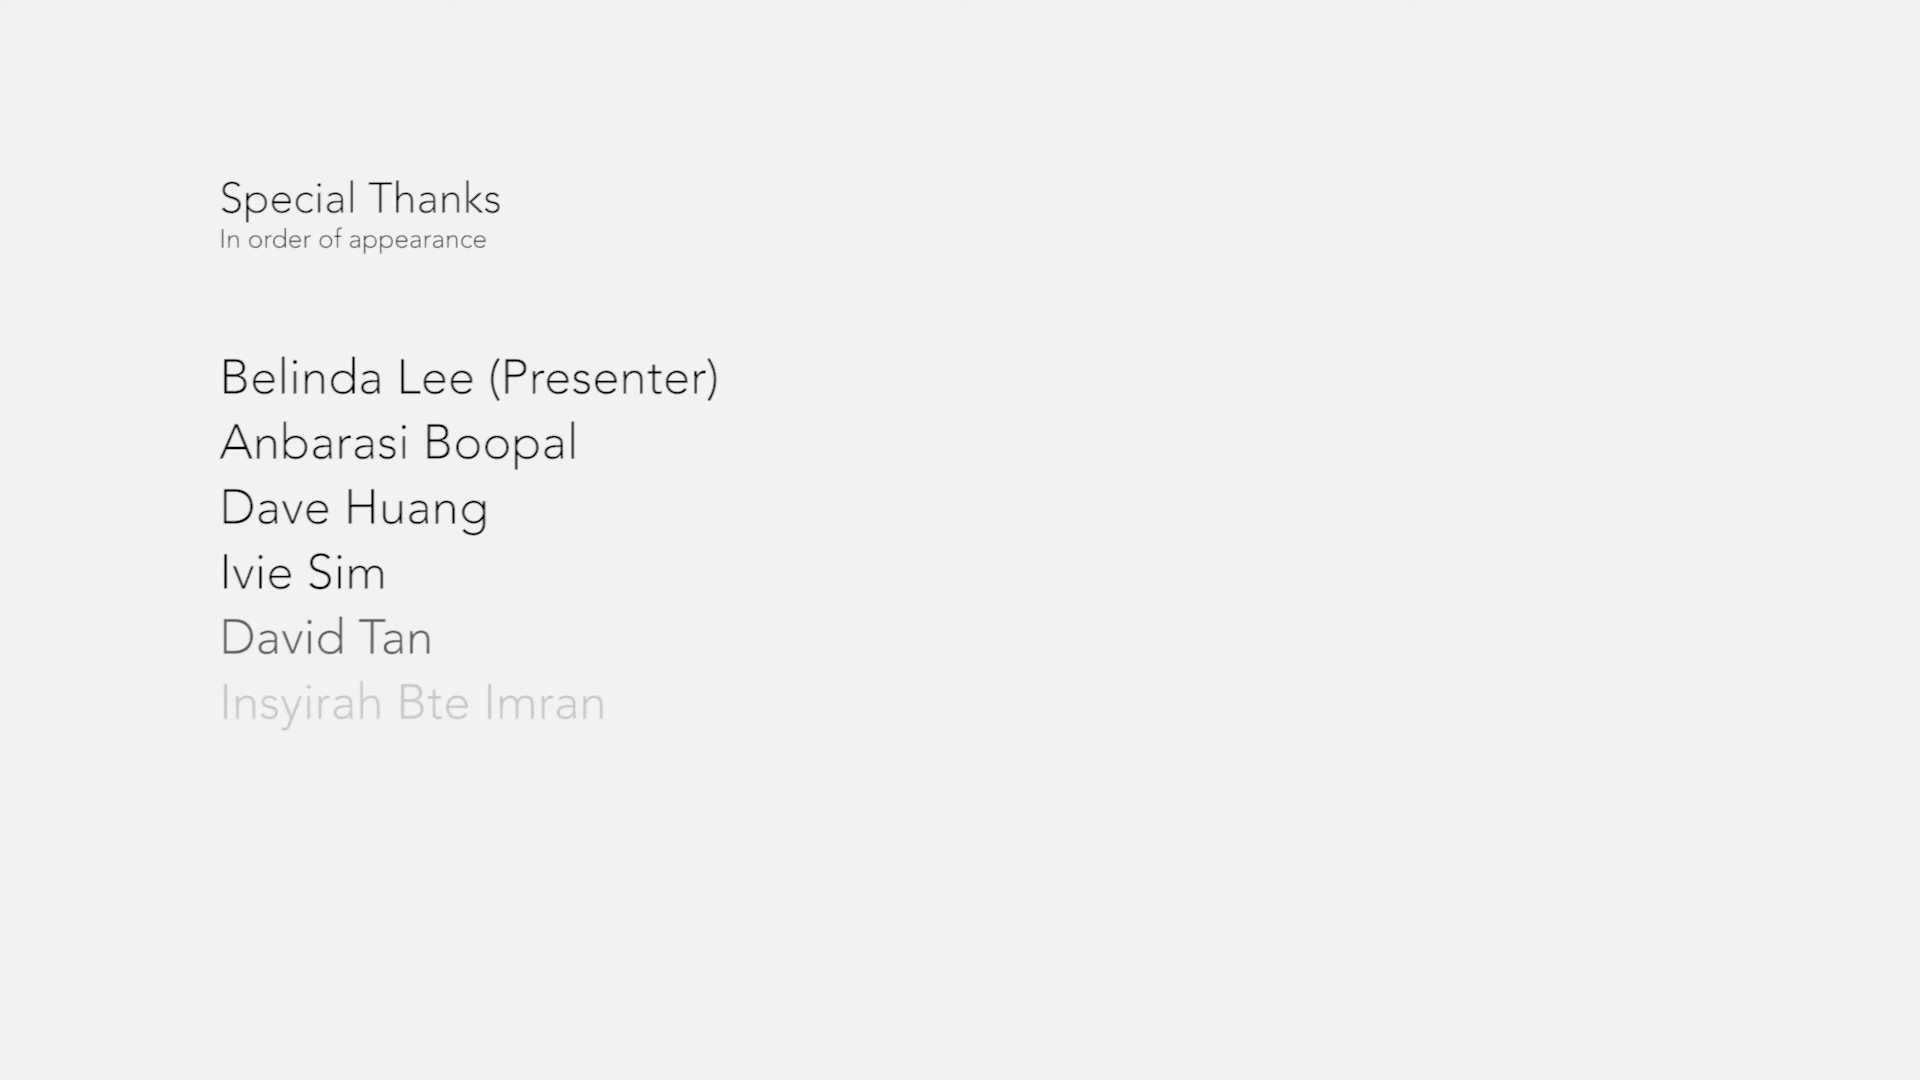 Special Thanks
In order of appearance
Belinda Lee (Presenter)
Anbarasi Boopal
Dave Huang
Ivie Sim
David Tan
Insyirah Bte Imran